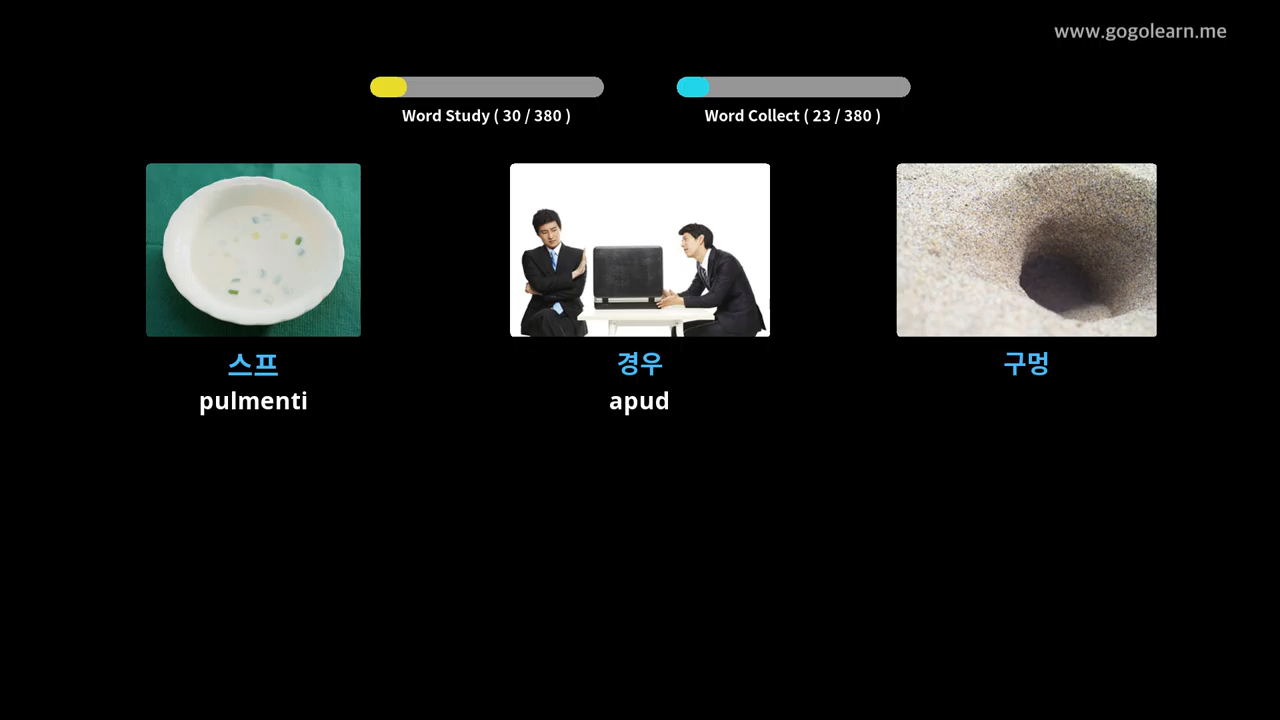 www.gogolearn.me
Word Study ( 30 / 380 )
Word Collect ( 23 / 380 )
스프
경우
구멍
pulmenti
apud